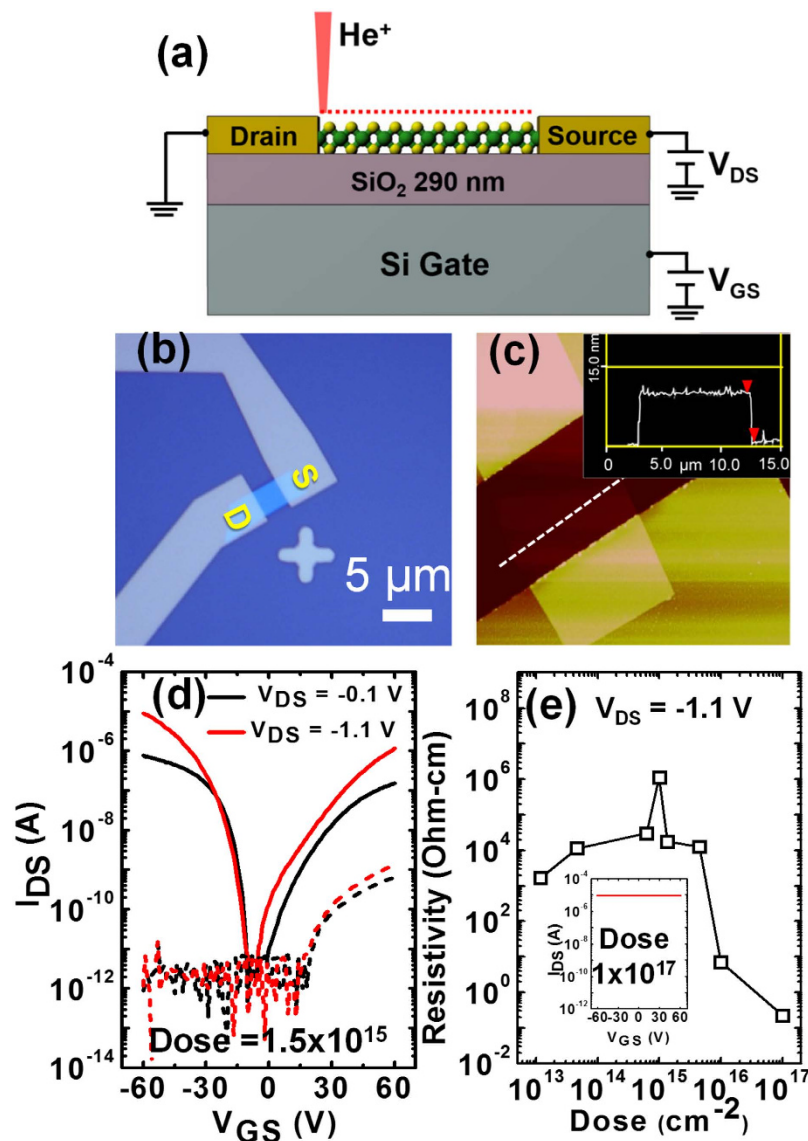 (a)
He⁺
Drain
Source
V_DS
SiO₂ 290 nm
Si Gate
V_GS
(b)
S
D
5 μm
(c)
15.0 nm
0 5.0 μm 10.0 15.0
(d)
V_DS = -0.1 V
V_DS = -1.1 V
I_DS (A)
10⁻⁴
10⁻⁶
10⁻⁸
10⁻¹⁰
10⁻¹²
10⁻¹⁴
Dose =1.5x10¹⁵
-60 -30 0 30 60
V_GS (V)
(e)
V_DS = -1.1 V
Resistivity (Ohm-cm)
10⁸
10⁶
10⁴
10²
10⁰
10⁻²
I_DS (A)
10⁻⁴
10⁻⁶
10⁻⁸
10⁻¹⁰
10⁻¹²
Dose
1x10¹⁷
-60 -30 0 30 60
V_GS (V)
10¹³ 10¹⁴ 10¹⁵ 10¹⁶ 10¹⁷
Dose (cm⁻²)